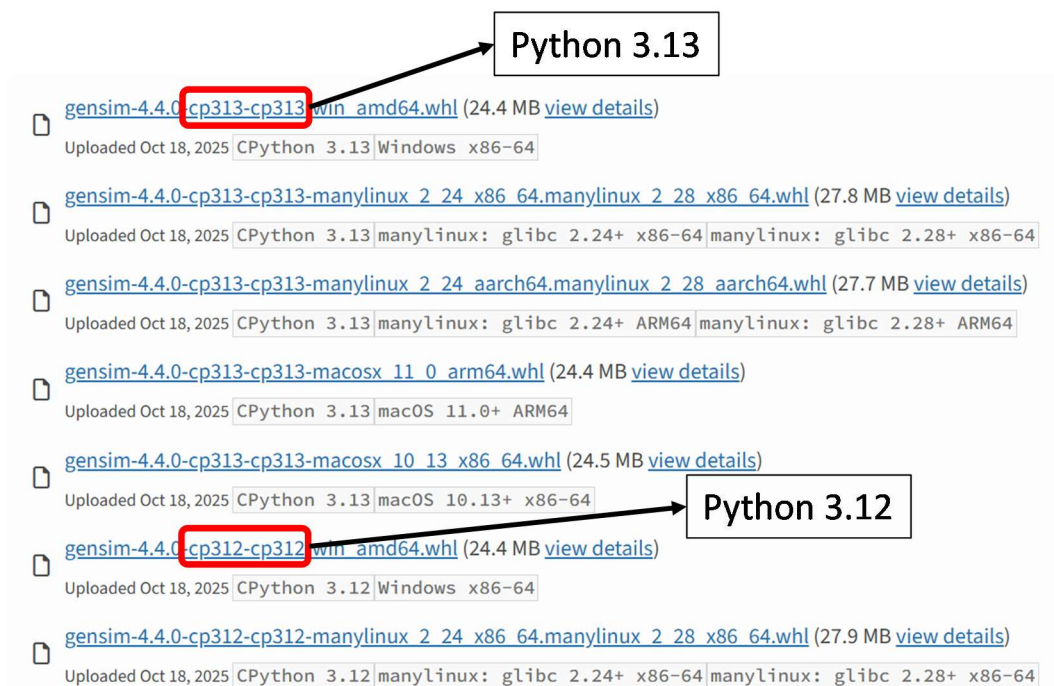 Python 3.13
gensim-4.4.0-cp313-cp313-win_amd64.whl (24.4 MB view details)
Uploaded Oct 18, 2025 CPython 3.13 Windows x86-64
gensim-4.4.0-cp313-cp313-manylinux_2_24_x86_64.manylinux_2_28_x86_64.whl (27.8 MB view details)
Uploaded Oct 18, 2025 CPython 3.13 manylinux: glibc 2.24+ x86-64 manylinux: glibc 2.28+ x86-64
gensim-4.4.0-cp313-cp313-manylinux_2_24_aarch64.manylinux_2_28_aarch64.whl (27.7 MB view details)
Uploaded Oct 18, 2025 CPython 3.13 manylinux: glibc 2.24+ ARM64 manylinux: glibc 2.28+ ARM64
gensim-4.4.0-cp313-cp313-macosx_11_0_arm64.whl (24.4 MB view details)
Uploaded Oct 18, 2025 CPython 3.13 macOS 11.0+ ARM64
gensim-4.4.0-cp313-cp313-macosx_10_13_x86_64.whl (24.5 MB view details)
Uploaded Oct 18, 2025 CPython 3.13 macOS 10.13+ x86-64
Python 3.12
gensim-4.4.0-cp312-cp312-win_amd64.whl (24.4 MB view details)
Uploaded Oct 18, 2025 CPython 3.12 Windows x86-64
gensim-4.4.0-cp312-cp312-manylinux_2_24_x86_64.manylinux_2_28_x86_64.whl (27.9 MB view details)
Uploaded Oct 18, 2025 CPython 3.12 manylinux: glibc 2.24+ x86-64 manylinux: glibc 2.28+ x86-64